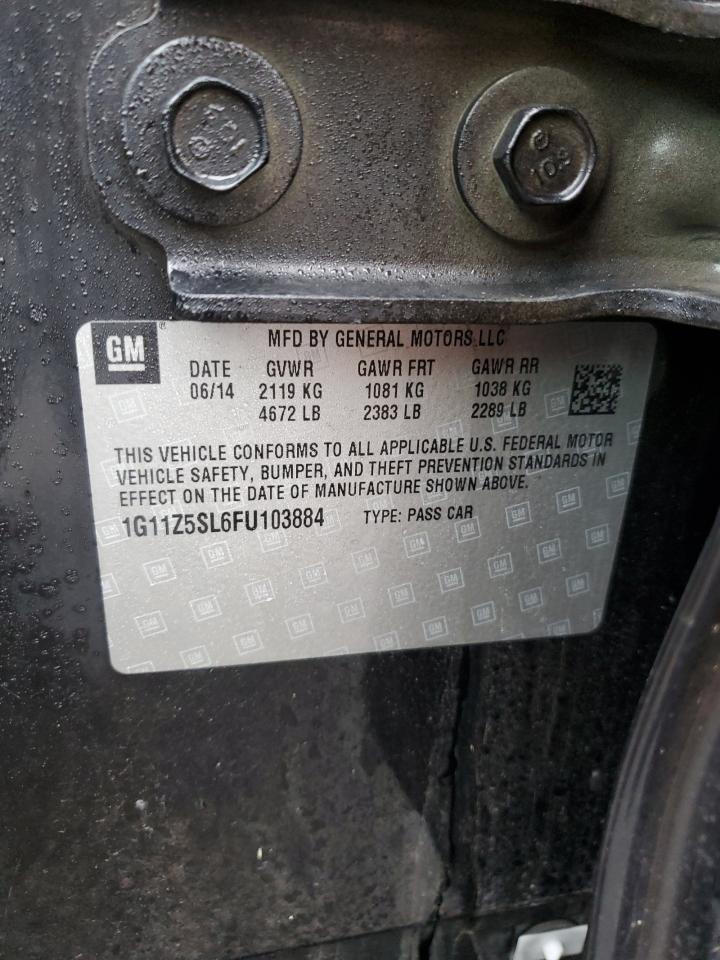 108
GM ®
MFD BY GENERAL MOTORS LLC
DATE GVWR GAWR FRT GAWR RR
06/14 2119 KG 1081 KG 1038 KG
4672 LB 2383 LB 2289 LB
THIS VEHICLE CONFORMS TO ALL APPLICABLE U.S. FEDERAL MOTOR
VEHICLE SAFETY, BUMPER, AND THEFT PREVENTION STANDARDS IN
EFFECT ON THE DATE OF MANUFACTURE SHOWN ABOVE.
1G11Z5SL6FU103884 TYPE: PASS CAR